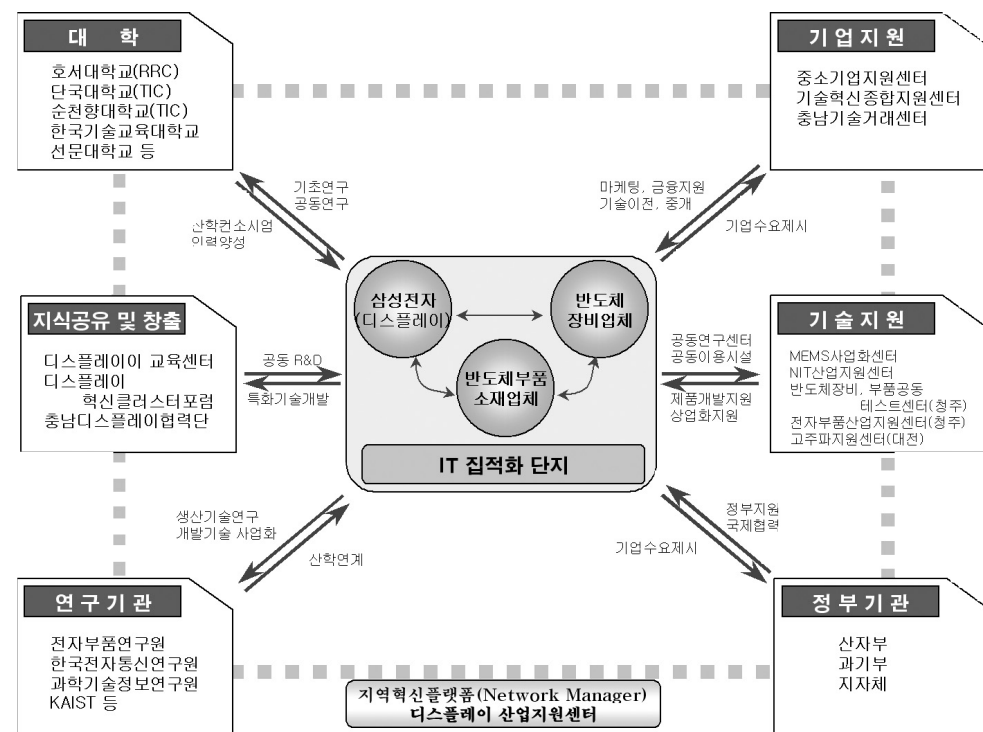 대 학
호서대학교(RRC)
단국대학교(TIC)
순천향대학교(TIC)
한국기술교육대학교
선문대학교 등
기업지원
중소기업지원센터
기술혁신종합지원센터
충남기술거래센터
기초연구
공동연구
산학컨소시엄
인력양성
마케팅, 금융지원
기술이전, 중개
기업수요제시
지식공유 및 창출
디스플레이이 교육센터
디스플레이
혁신클러스터포럼
충남디스플레이협력단
공동 R&D
특화기술개발
삼성전자
(디스플레이)
반도체
장비업체
반도체부품
소재업체
IT 집적화 단지
공동연구센터
공동이용시설
제품개발지원
상업화지원
기술지원
MEMS사업화센터
NIT산업지원센터
반도체장비, 부품공동
테스트센터(청주)
전자부품산업지원센터(청주)
고주파지원센터(대전)
생산기술연구
개발기술 사업화
산학연계
정부지원
국제협력
기업수요제시
연구기관
전자부품연구원
한국전자통신연구원
과학기술정보연구원
KAIST 등
정부기관
산자부
과기부
지자체
지역혁신플랫폼(Network Manager)
디스플레이 산업지원센터